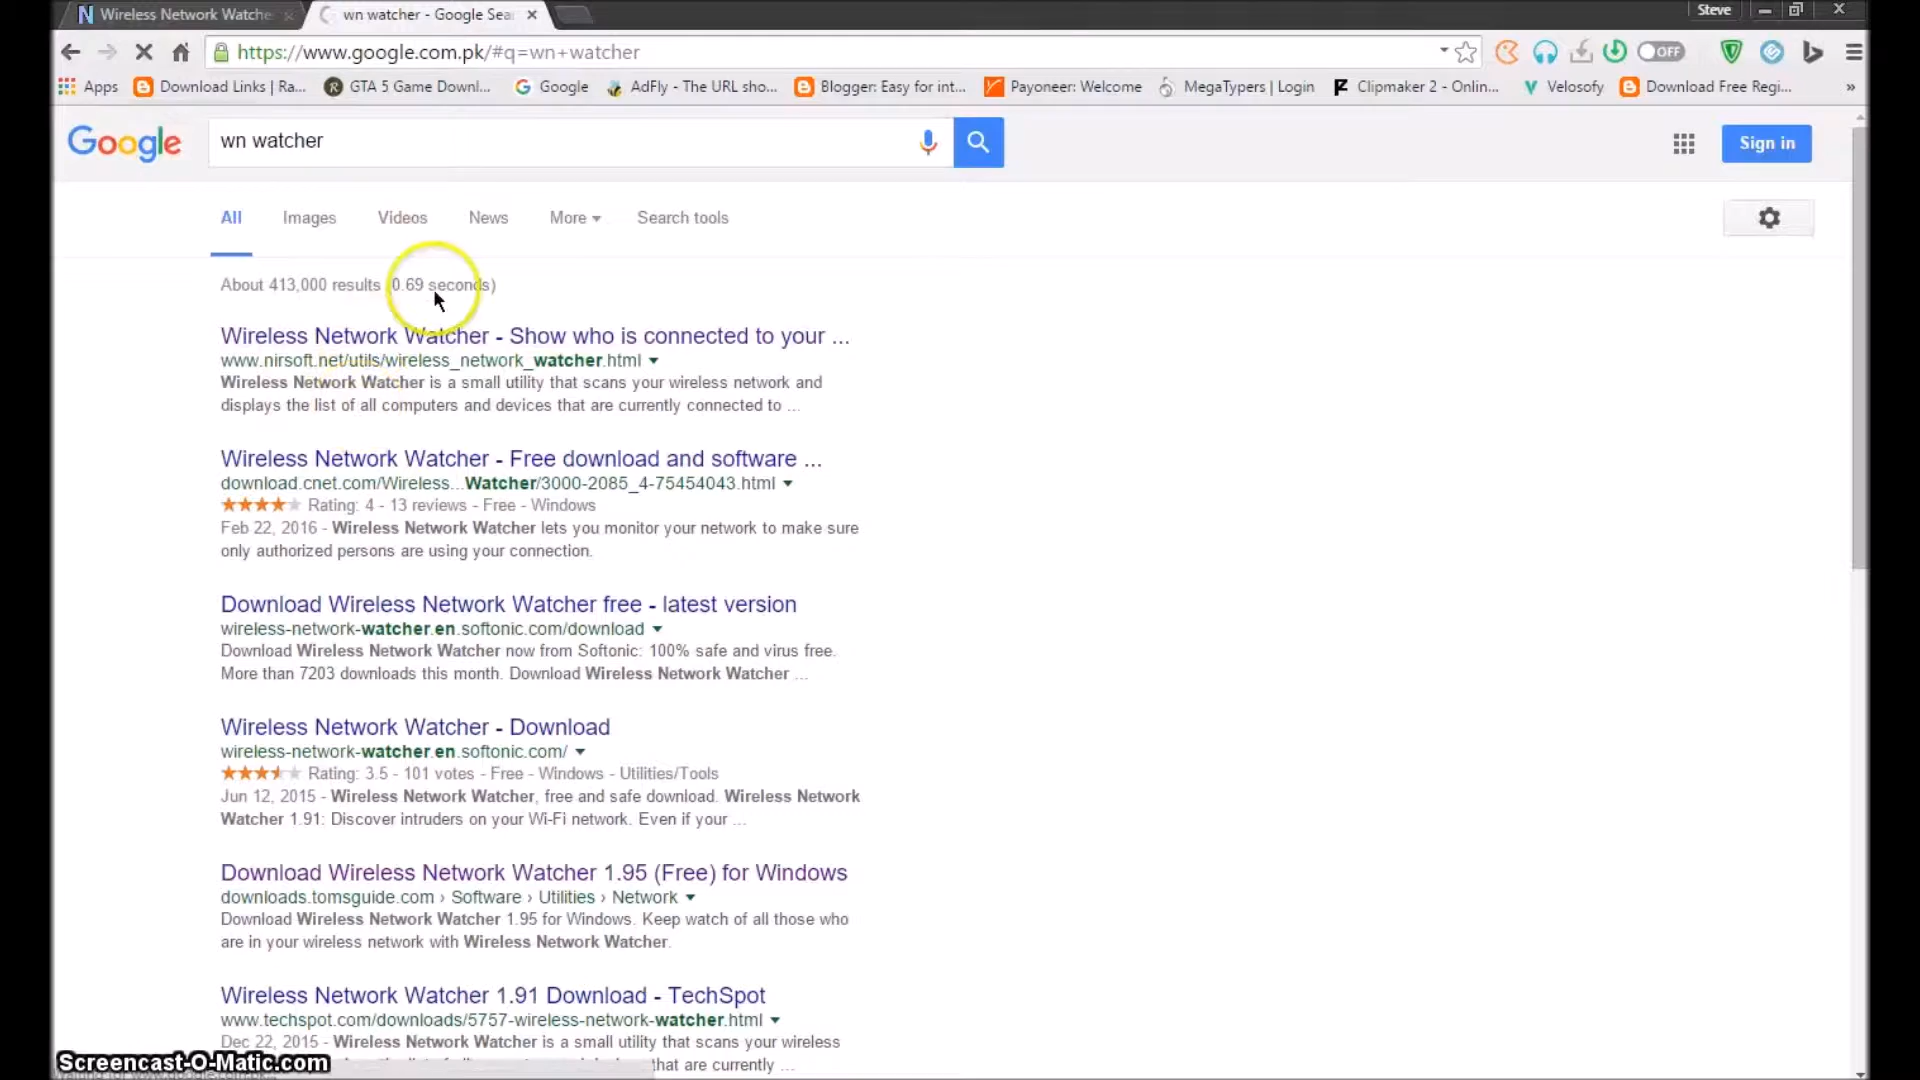 Wireless Network Watche
wn watcher - Google Sea
Steve
https://www.google.com.pk/#q=wn+watcher
OFF
Apps
Download Links | Ra...
GTA 5 Game Downl...
Google
AdFly - The URL sho...
Blogger: Easy for int...
Payoneer: Welcome
MegaTypers | Login
Clipmaker 2 - Onlin...
Velosofy
Download Free Regi...
»
Google
wn watcher
Sign in
All
Images
Videos
News
More
Search tools
About 413,000 results (0.69 seconds)
Wireless Network Watcher - Show who is connected to your ...
www.nirsoft.net/utils/wireless_network_watcher.html
Wireless Network Watcher is a small utility that scans your wireless network and
displays the list of all computers and devices that are currently connected to ...
Wireless Network Watcher - Free download and software ...
download.cnet.com/Wireless...Watcher/3000-2085_4-75454043.html
Rating: 4 - 13 reviews - Free - Windows
Feb 22, 2016 - Wireless Network Watcher lets you monitor your network to make sure
only authorized persons are using your connection.
Download Wireless Network Watcher free - latest version
wireless-network-watcher.en.softonic.com/download
Download Wireless Network Watcher now from Softonic: 100% safe and virus free.
More than 7203 downloads this month. Download Wireless Network Watcher ...
Wireless Network Watcher - Download
wireless-network-watcher.en.softonic.com/
Rating: 3.5 - 101 votes - Free - Windows - Utilities/Tools
Jun 12, 2015 - Wireless Network Watcher, free and safe download. Wireless Network
Watcher 1.91: Discover intruders on your Wi-Fi network. Even if your ...
Download Wireless Network Watcher 1.95 (Free) for Windows
downloads.tomsguide.com › Software › Utilities › Network
Download Wireless Network Watcher 1.95 for Windows. Keep watch of all those who
are in your wireless network with Wireless Network Watcher.
Wireless Network Watcher 1.91 Download - TechSpot
www.techspot.com/downloads/5757-wireless-network-watcher.html
Dec 22, 2015 - Wireless Network Watcher is a small utility that scans your wireless
that are currently ...
Screencast-O-Matic.com